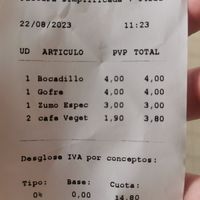 22/08/2023 11:23
UD ARTICULO PVP TOTAL
1 Bocadillo 4,00 4,00
1 Gofre 4,00 4,00
1 Zumo Espec 3,00 3,00
2 cafe Veget 1,90 3,80
Desglose IVA por conceptos:
Tipo: Base: Cuota:
0% 0,00 14,80